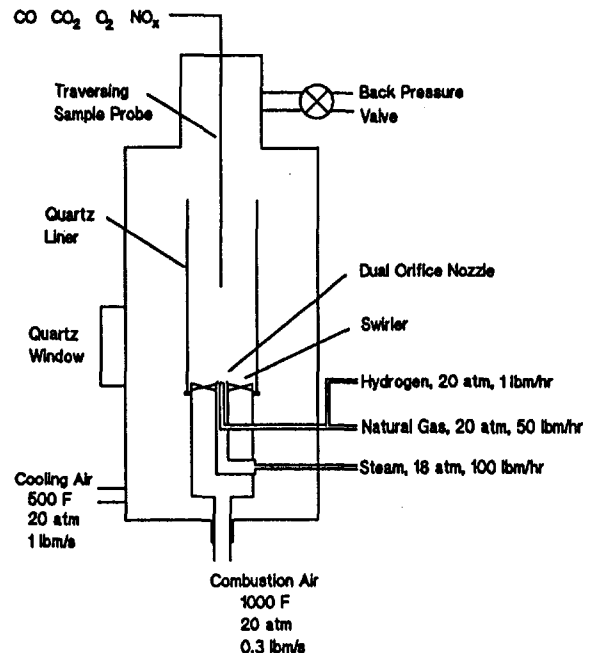 CO CO₂ O₂ NOₓ
Traversing
Sample Probe
Back Pressure
Valve
Quartz
Liner
Dual Orifice Nozzle
Swirler
Quartz
Window
Hydrogen, 20 atm, 1 lbm/hr
Natural Gas, 20 atm, 50 lbm/hr
Steam, 18 atm, 100 lbm/hr
Cooling Air
500 F
20 atm
1 lbm/s
Combustion Air
1000 F
20 atm
0.3 lbm/s